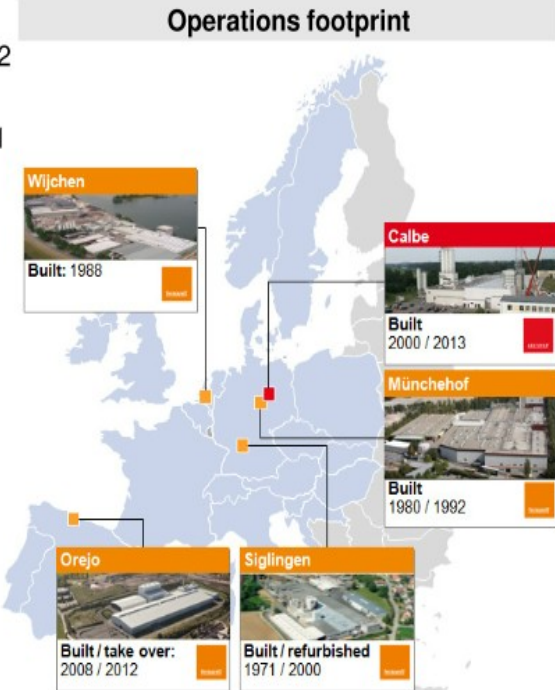 Operations footprint
2
Wijchen
Built: 1988
Calbe
Built
2000 / 2013
Münchehof
Built
1980 / 1992
Orejo
Built / take over:
2008 / 2012
Siglingen
Built / refurbished
1971 / 2000